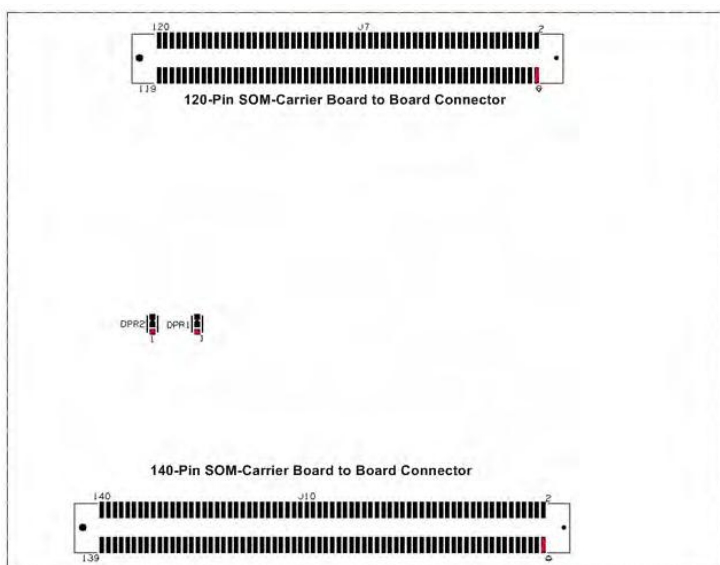 120 J7 2
119
120-Pin SOM-Carrier Board to Board Connector
DPR2 DPR1
1
140-Pin SOM-Carrier Board to Board Connector
140 J10 2
139